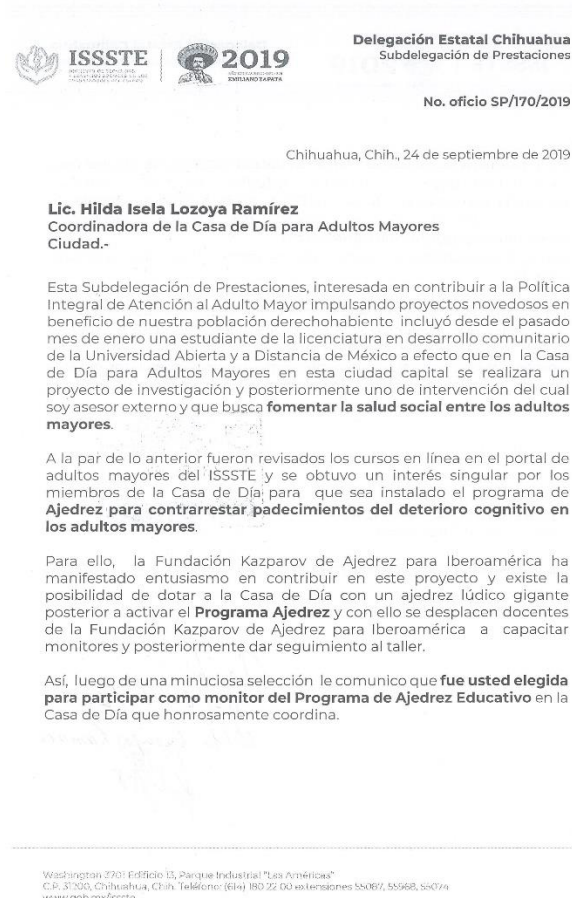 Delegación Estatal Chihuahua
Subdelegación de Prestaciones
ISSSTE
2019
EMILIANO ZAPATA
No. oficio SP/170/2019
Chihuahua, Chih., 24 de septiembre de 2019
Lic. Hilda Isela Lozoya Ramírez
Coordinadora de la Casa de Día para Adultos Mayores
Ciudad.-
Esta Subdelegación de Prestaciones, interesada en contribuir a la Política
Integral de Atención al Adulto Mayor impulsando proyectos novedosos en
beneficio de nuestra población derechohabiente incluyó desde el pasado
mes de enero una estudiante de la licenciatura en desarrollo comunitario
de la Universidad Abierta y a Distancia de México a efecto que en la Casa
de Día para Adultos Mayores en esta ciudad capital se realizara un
proyecto de investigación y posteriormente uno de intervención del cual
soy asesor externo y que busca fomentar la salud social entre los adultos
mayores.
A la par de lo anterior fueron revisados los cursos en línea en el portal de
adultos mayores del ISSSTE y se obtuvo un interés singular por los
miembros de la Casa de Día para que sea instalado el programa de
Ajedrez para contrarrestar padecimientos del deterioro cognitivo en
los adultos mayores.
Para ello, la Fundación Kazparov de Ajedrez para Iberoamérica ha
manifestado entusiasmo en contribuir en este proyecto y existe la
posibilidad de dotar a la Casa de Día con un ajedrez lúdico gigante
posterior a activar el Programa Ajedrez y con ello se desplacen docentes
de la Fundación Kazparov de Ajedrez para Iberoamérica a capacitar
monitores y posteriormente dar seguimiento al taller.
Así, luego de una minuciosa selección le comunico que fue usted elegida
para participar como monitor del Programa de Ajedrez Educativo en la
Casa de Día que honrosamente coordina.
Washington 3701 Edificio 13, Parque Industrial "Las Américas"
C.P. 31200, Chihuahua, Chih. Teléfono: (614) 180 22 00 extensiones 55087, 55968, 55074
www.gob.mx/issste